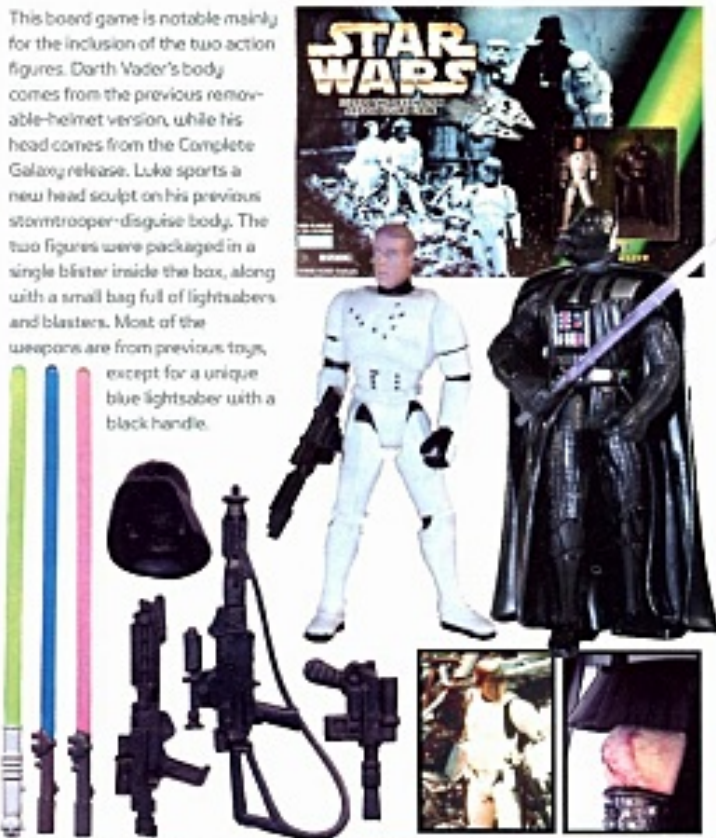 This board game is notable mainly
for the inclusion of the two action
figures. Darth Vader's body
comes from the previous remov-
able-helmet version, while his
head comes from the Complete
Galaxy release. Luke sports a
new head sculpt on his previous
stormtrooper-disguise body. The
two figures were packaged in a
single blister inside the box, along
with a small bag full of lightsabers
and blasters. Most of the
weapons are from previous toys,
except for a unique
blue lightsaber with a
black handle.
STAR
WARS